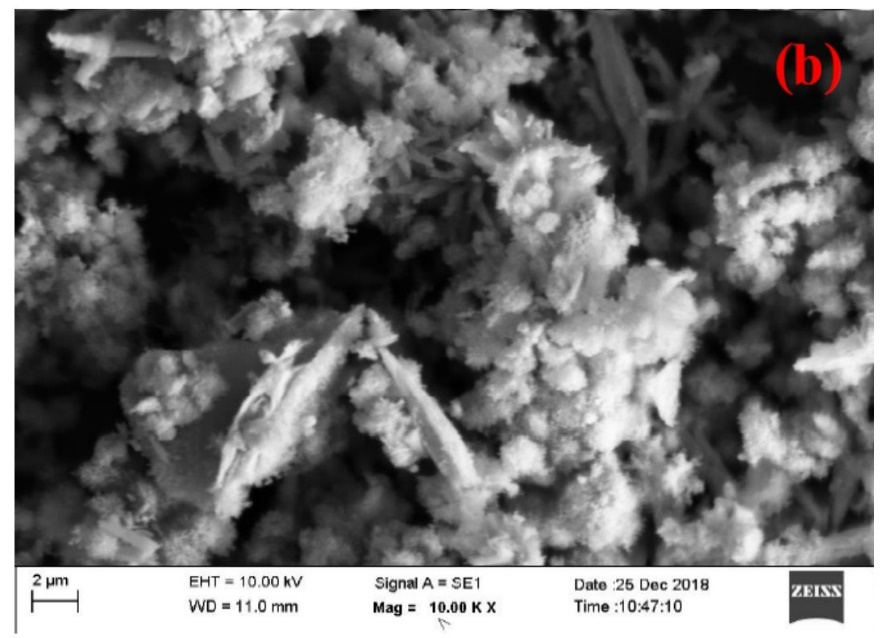 (b)
2 µm
EHT = 10.00 kV
WD = 11.0 mm
Signal A = SE1
Mag = 10.00 K X
Date :25 Dec 2018
Time :10:47:10
ZEISS